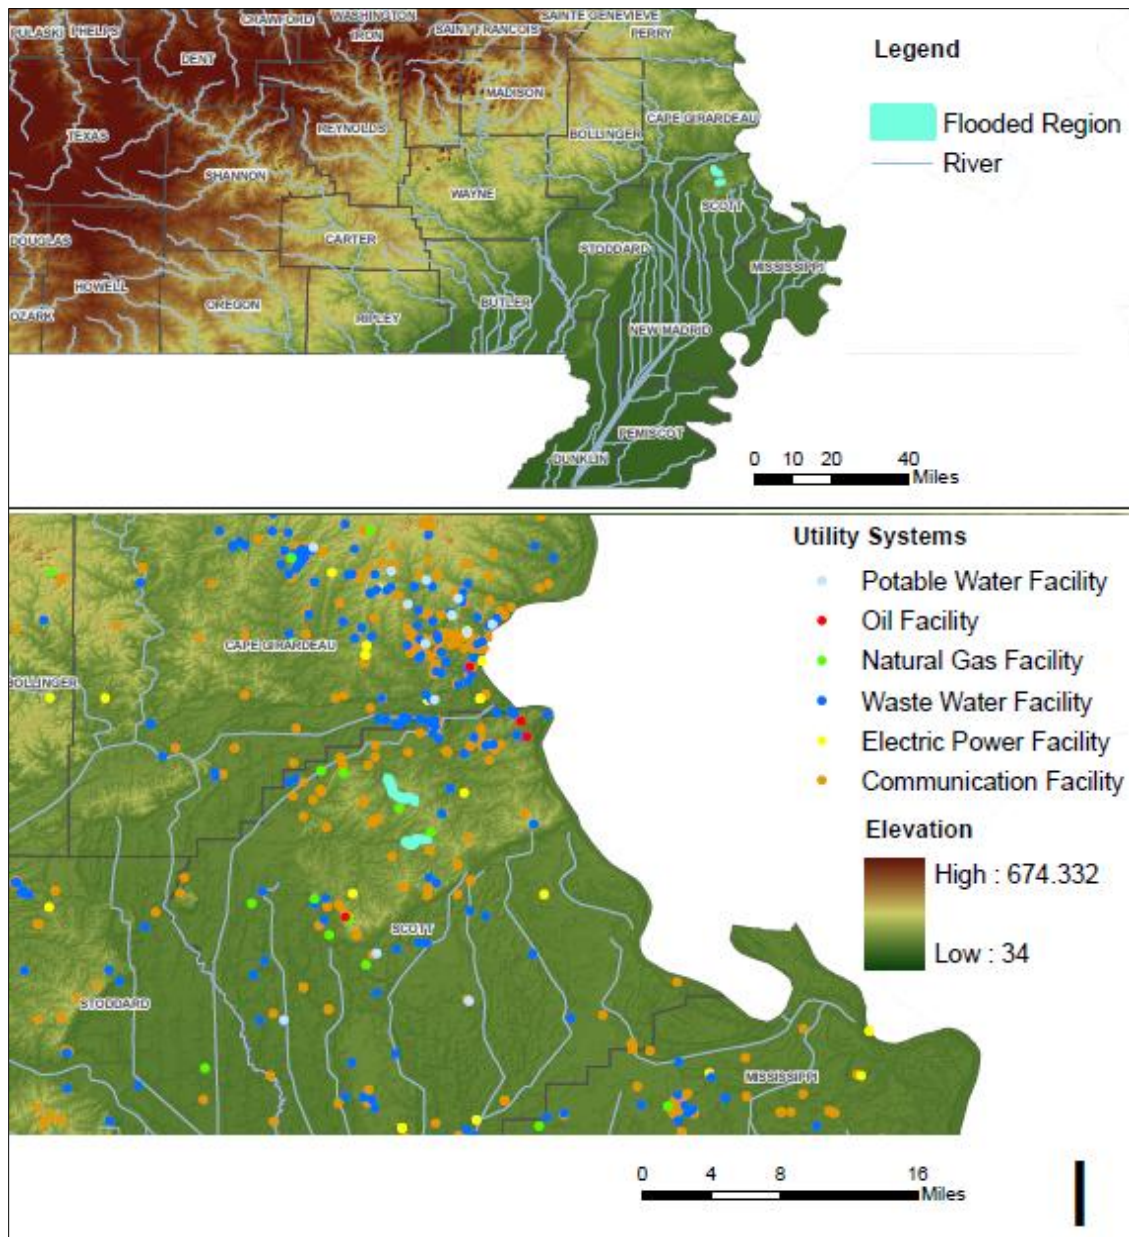 CRAWFORD
WASHINGTON
SAINTE GENEVIEVE
PULASKI
PHELPS
IRON
SAINT FRANCOIS
PERRY
DENT
MADISON
TEXAS
REYNOLDS
BOLLINGER
CAPE GIRARDEAU
SHANNON
WAYNE
SCOTT
DOUGLAS
CARTER
STODDARD
MISSISSIPPI
HOWELL
OREGON
BUTLER
OZARK
RIPLEY
NEW MADRID
PEMISCOT
DUNKLIN
Legend
Flooded Region
River
0 10 20 40
Miles
CAPE GIRARDEAU
BOLLINGER
SCOTT
STODDARD
MISSISSIPPI
Utility Systems
Potable Water Facility
Oil Facility
Natural Gas Facility
Waste Water Facility
Electric Power Facility
Communication Facility
Elevation
High : 674.332
Low : 34
0 4 8 16
Miles